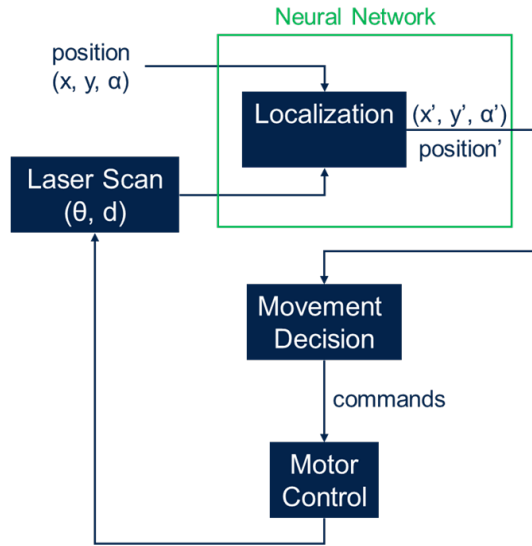 Neural Network
position
(x, y, α)
Localization
(x’, y’, α’)
position’
Laser Scan
(θ, d)
Movement
Decision
commands
Motor
Control